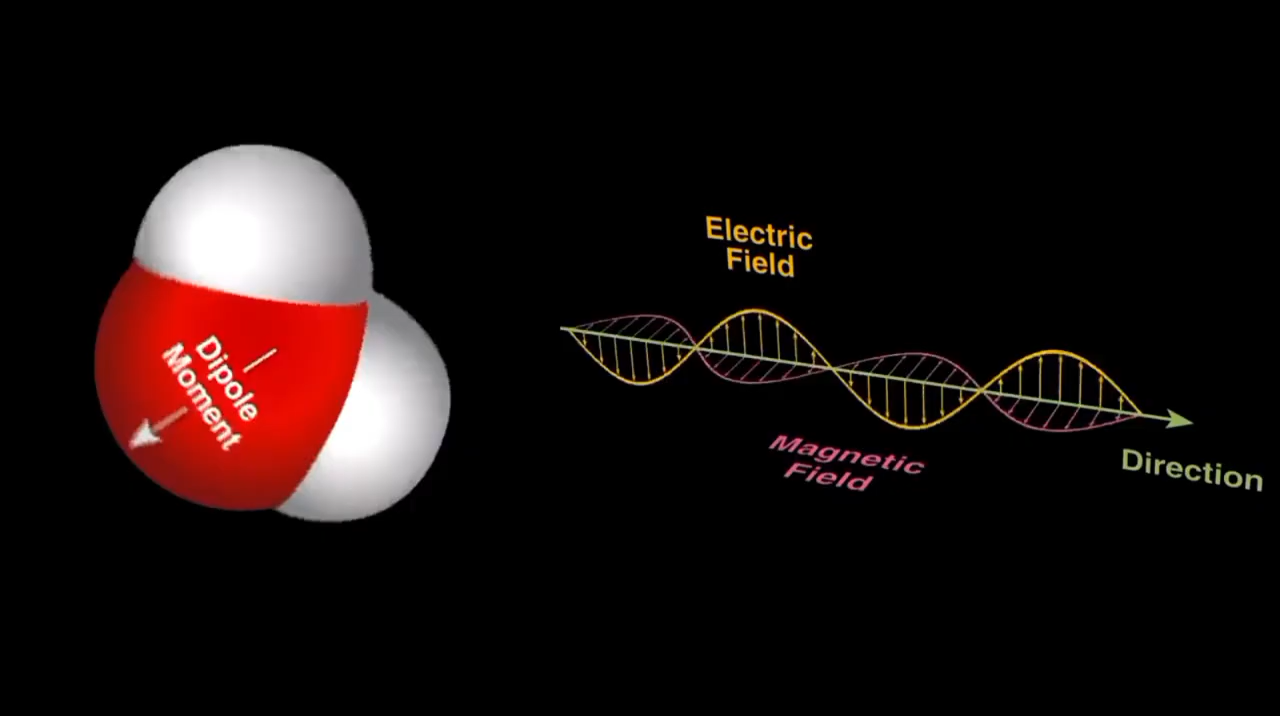 Dipole
Moment
Electric
Field
Magnetic
Field
Direction